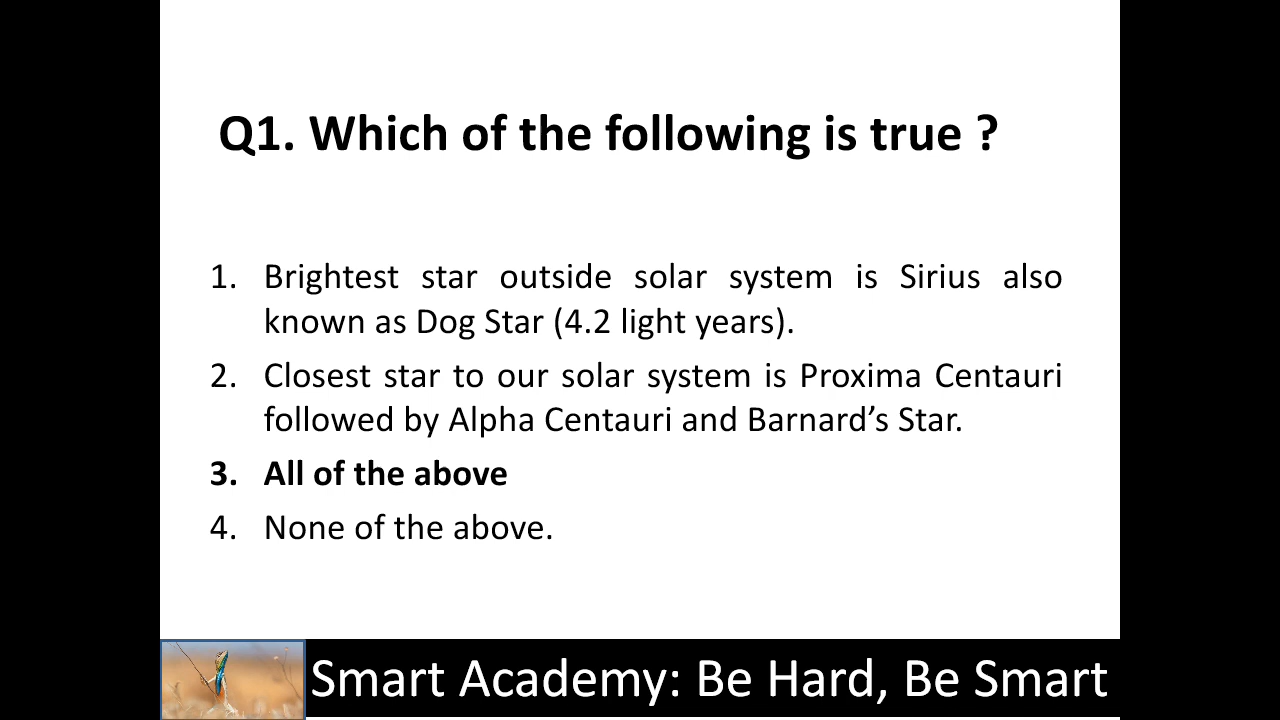 Q1. Which of the following is true ?
1. Brightest star outside solar system is Sirius also
known as Dog Star (4.2 light years).
2. Closest star to our solar system is Proxima Centauri
followed by Alpha Centauri and Barnard’s Star.
3. All of the above
4. None of the above.
Smart Academy: Be Hard, Be Smart